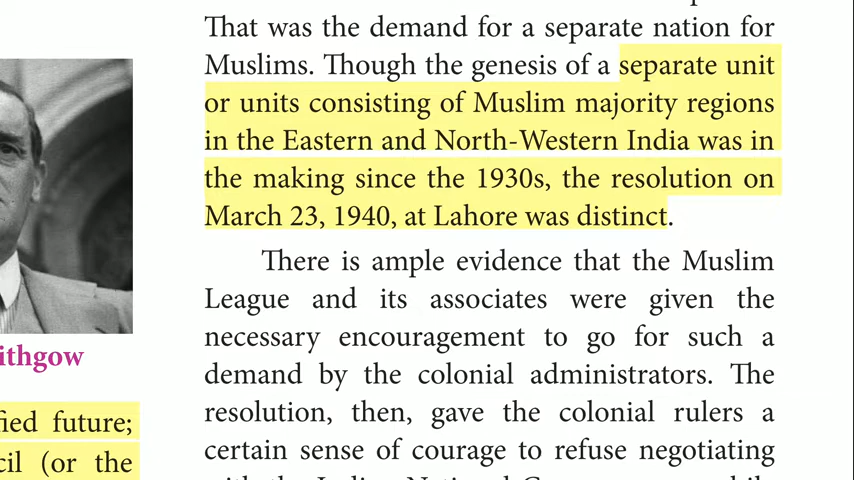 That was the demand for a separate nation for
Muslims. Though the genesis of a separate unit
or units consisting of Muslim majority regions
in the Eastern and North-Western India was in
the making since the 1930s, the resolution on
March 23, 1940, at Lahore was distinct.
There is ample evidence that the Muslim
League and its associates were given the
necessary encouragement to go for such a
demand by the colonial administrators. The
resolution, then, gave the colonial rulers a
certain sense of courage to refuse negotiating
ithgow
fied future;
cil (or the